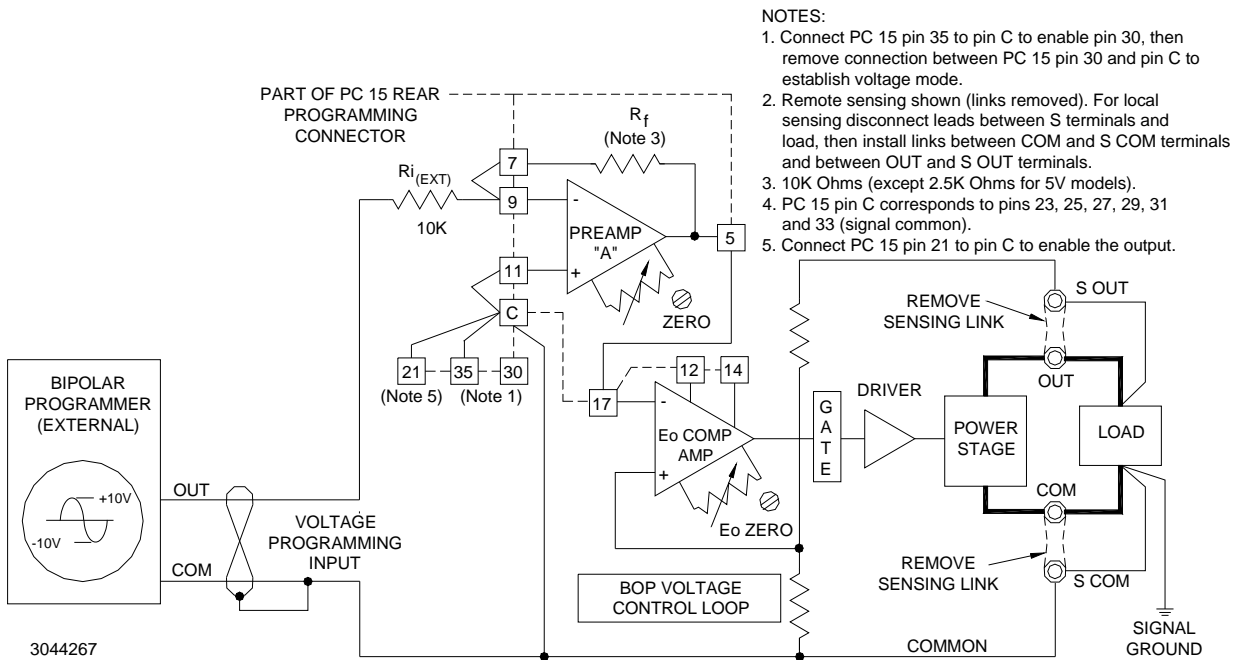 NOTES:
1. Connect PC 15 pin 35 to pin C to enable pin 30, then
remove connection between PC 15 pin 30 and pin C to
establish voltage mode.
2. Remote sensing shown (links removed). For local
sensing disconnect leads between S terminals and
load, then install links between COM and S COM terminals
and between OUT and S OUT terminals.
3. 10K Ohms (except 2.5K Ohms for 5V models).
4. PC 15 pin C corresponds to pins 23, 25, 27, 29, 31
and 33 (signal common).
5. Connect PC 15 pin 21 to pin C to enable the output.
PART OF PC 15 REAR
PROGRAMMING
CONNECTOR
Rf
(Note 3)
7
Ri(EXT)
10K
9
-
PREAMP
"A"
+
5
11
ZERO
C
21
35
30
(Note 5)
(Note 1)
17
12
14
-
Eo COMP
AMP
+
Eo ZERO
GATE
DRIVER
POWER
STAGE
S OUT
REMOVE
SENSING LINK
OUT
LOAD
COM
REMOVE
SENSING LINK
S COM
BIPOLAR
PROGRAMMER
(EXTERNAL)
+10V
-10V
OUT
COM
VOLTAGE
PROGRAMMING
INPUT
BOP VOLTAGE
CONTROL LOOP
COMMON
SIGNAL
GROUND
3044267